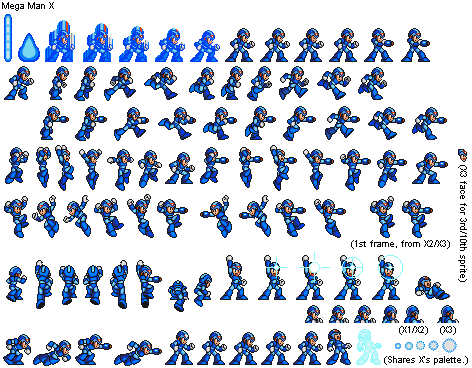 Mega Man X
(X3 face for 3rd/10th sprite)
(1st frame, from X2/X3)
(X1/X2)
(X3)
(Shares X's palette.)